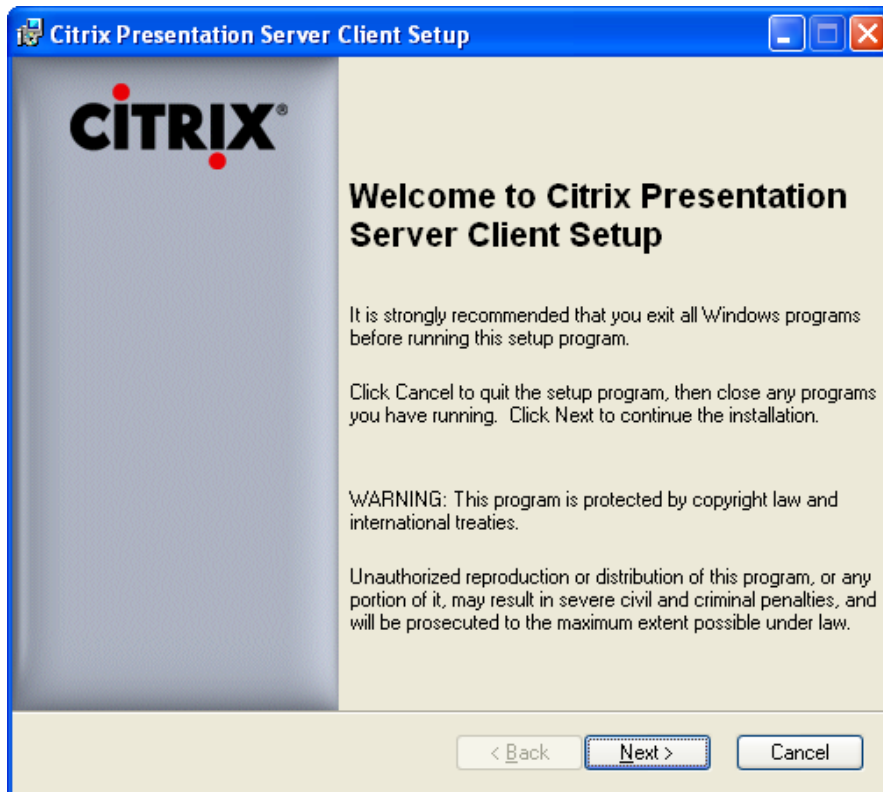 Citrix Presentation Server Client Setup
CiTRIX®
Welcome to Citrix Presentation
Server Client Setup
It is strongly recommended that you exit all Windows programs
before running this setup program.
Click Cancel to quit the setup program, then close any programs
you have running.  Click Next to continue the installation.
WARNING: This program is protected by copyright law and
international treaties.
Unauthorized reproduction or distribution of this program, or any
portion of it, may result in severe civil and criminal penalties, and
will be prosecuted to the maximum extent possible under law.
< Back
Next >
Cancel